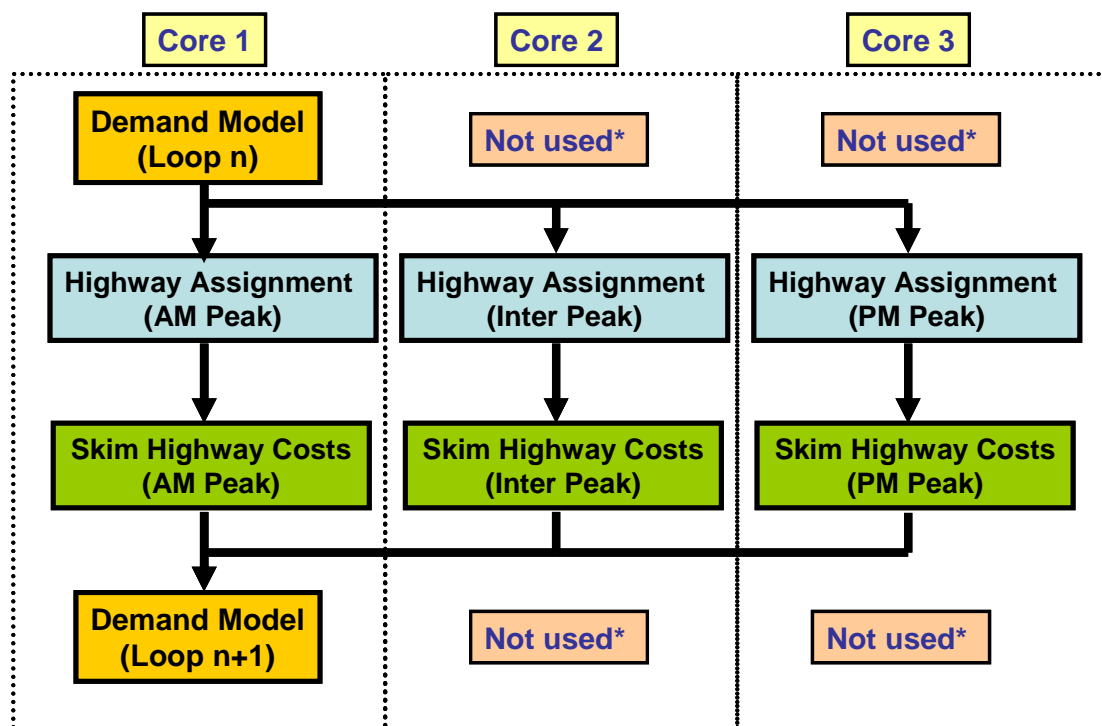 Core 1
Core 2
Core 3
Demand Model
(Loop n)
Not used*
Not used*
Highway Assignment
(AM Peak)
Highway Assignment
(Inter Peak)
Highway Assignment
(PM Peak)
Skim Highway Costs
(AM Peak)
Skim Highway Costs
(Inter Peak)
Skim Highway Costs
(PM Peak)
Demand Model
(Loop n+1)
Not used*
Not used*